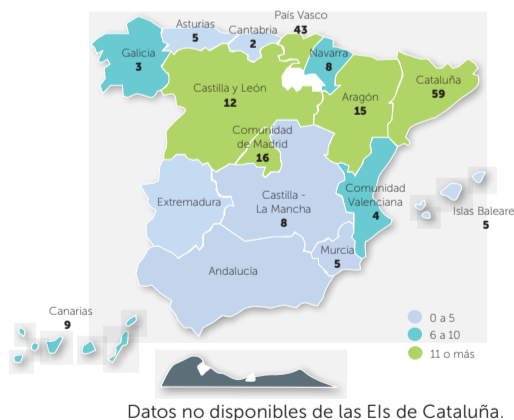 País Vasco
43
Asturias
5
Cantabria
2
Galicia
3
Navarra
8
Castilla y León
12
Aragón
15
Cataluña
59
Comunidad
de Madrid
16
Extremadura
Castilla -
La Mancha
8
Comunidad
Valenciana
4
Islas Baleare
5
Murcia
5
Andalucía
Canarias
9
0 a 5
6 a 10
11 o más
Datos no disponibles de las EIs de Cataluña.